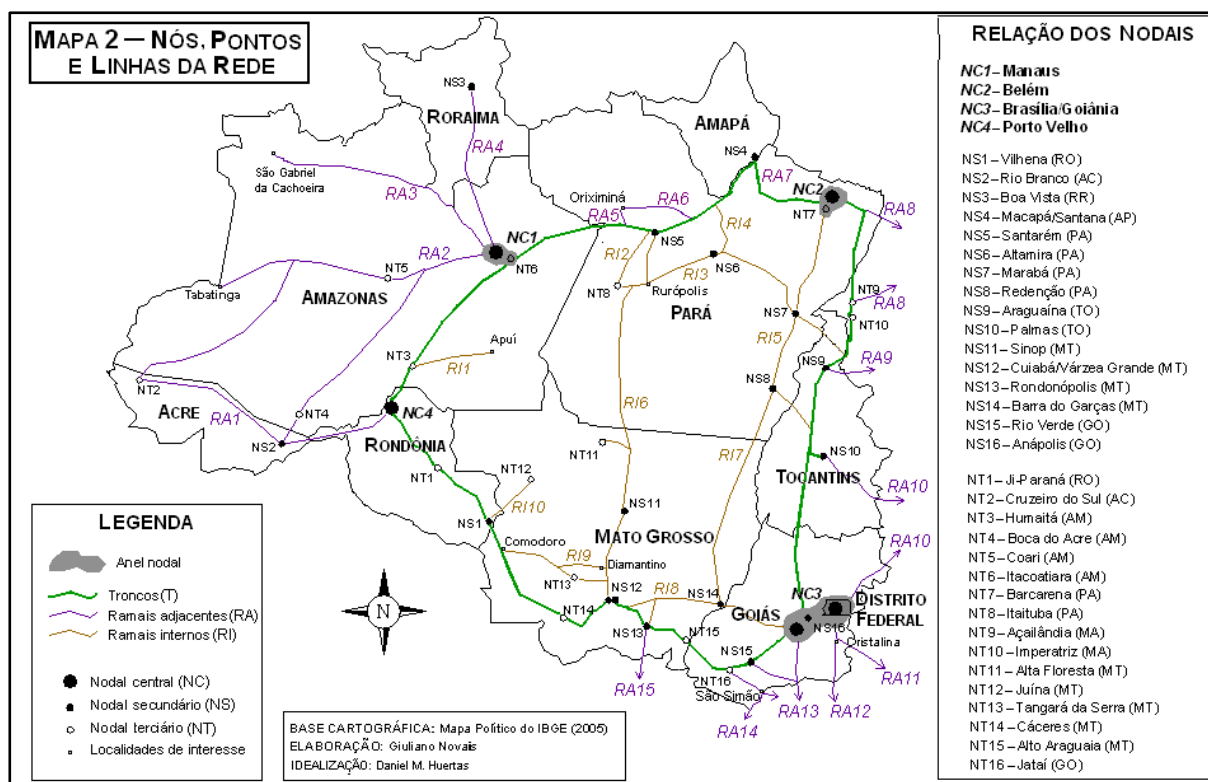 MAPA 2 — NÓS, PONTOS
E LINHAS DA REDE
NS3
RORAIMA
RA4
São Gabriel
da Cachoeira
RA3
AMAPÁ
NS4
RA7
NC2
NT7
RA8
Oriximiná
RA6
RA5
NS5
RI4
RI2
RI3
NS6
NC1
NT6
RA2
NT5
Tabatinga
AMAZONAS
NT8
Rurópolis
PARÁ
NS7
NT9
RA8
NT10
RI5
Apuí
NT3
RI1
NS9
RA9
NT2
ACRE
RA1
NT4
NS2
NC4
RONDÔNIA
NS8
RI6
NT11
RI7
NS10
TOCANTINS
RA10
NT1
NT12
NS11
NS1
RI10
MATO GROSSO
Comodoro
RI9
Diamantino
NT13
NS12
RI8
NS14
RA10
NC3
DISTRITO
FEDERAL
GOIÁS
NS16
Cristalina
NT14
NS13
NT15
NS15
NT16
São Simão
RA11
RA15
RA13
RA12
RA14
N
LEGENDA
Anel nodal
Troncos (T)
Ramais adjacentes (RA)
Ramais internos (RI)
Nodal central (NC)
Nodal secundário (NS)
Nodal terciário (NT)
Localidades de interesse
BASE CARTOGRÁFICA: Mapa Político do IBGE (2005)
ELABORAÇÃO: Giuliano Novais
IDEALIZAÇÃO: Daniel M. Huertas
RELAÇÃO DOS NODAIS
NC1– Manaus
NC2– Belém
NC3– Brasília/Goiânia
NC4– Porto Velho
NS1– Vilhena (RO)
NS2– Rio Branco (AC)
NS3– Boa Vista (RR)
NS4– Macapá/Santana (AP)
NS5– Santarém (PA)
NS6– Altamira (PA)
NS7– Marabá (PA)
NS8– Redenção (PA)
NS9– Araguaína (TO)
NS10– Palmas (TO)
NS11– Sinop (MT)
NS12– Cuiabá/Várzea Grande (MT)
NS13– Rondonópolis (MT)
NS14– Barra do Garças (MT)
NS15– Rio Verde (GO)
NS16– Anápolis (GO)
NT1– Ji-Paraná (RO)
NT2– Cruzeiro do Sul (AC)
NT3– Humaitá (AM)
NT4– Boca do Acre (AM)
NT5– Coari (AM)
NT6– Itacoatiara (AM)
NT7– Barcarena (PA)
NT8– Itaituba (PA)
NT9– Açailândia (MA)
NT10– Imperatriz (MA)
NT11– Alta Floresta (MT)
NT12– Juína (MT)
NT13– Tangará da Serra (MT)
NT14– Cáceres (MT)
NT15– Alto Araguaia (MT)
NT16– Jataí (GO)